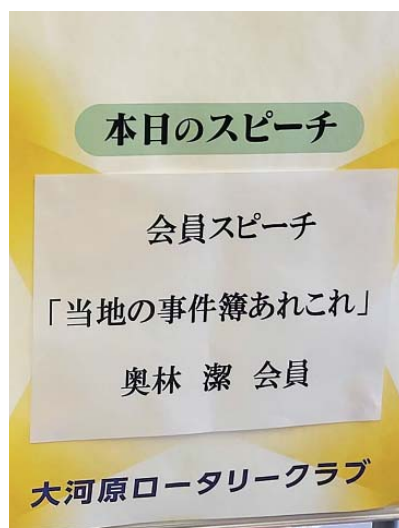 本日のスピーチ
会員スピーチ
「当地の事件簿あれこれ」
奥林 潔 会員
大河原ロータリークラブ